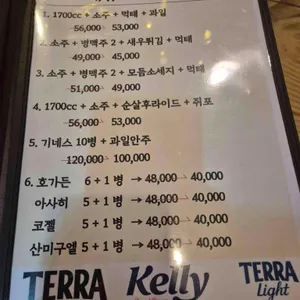 1. 1700cc + 소주 + 먹태 + 과일
56,000 → 53,000
2. 소주 + 병맥주 2 + 새우튀김 + 먹태
49,000 → 45,000
3. 소주 + 병맥주 2 + 모듬소세지 + 먹태
51,000 → 49,000
4. 1700cc + 소주 + 순살후라이드 + 쥐포
56,000 → 53,000
5. 기네스 10병 + 과일안주
120,000 → 100,000
6. 호가든 6 + 1 병 → 48,000 → 40,000
아사히 5 + 1 병 → 48,000 → 40,000
코젤 5 + 1 병 → 48,000 → 40,000
산미구엘 5 + 1 병 → 48,000 → 40,000
TERRA Kelly TERRA
Light